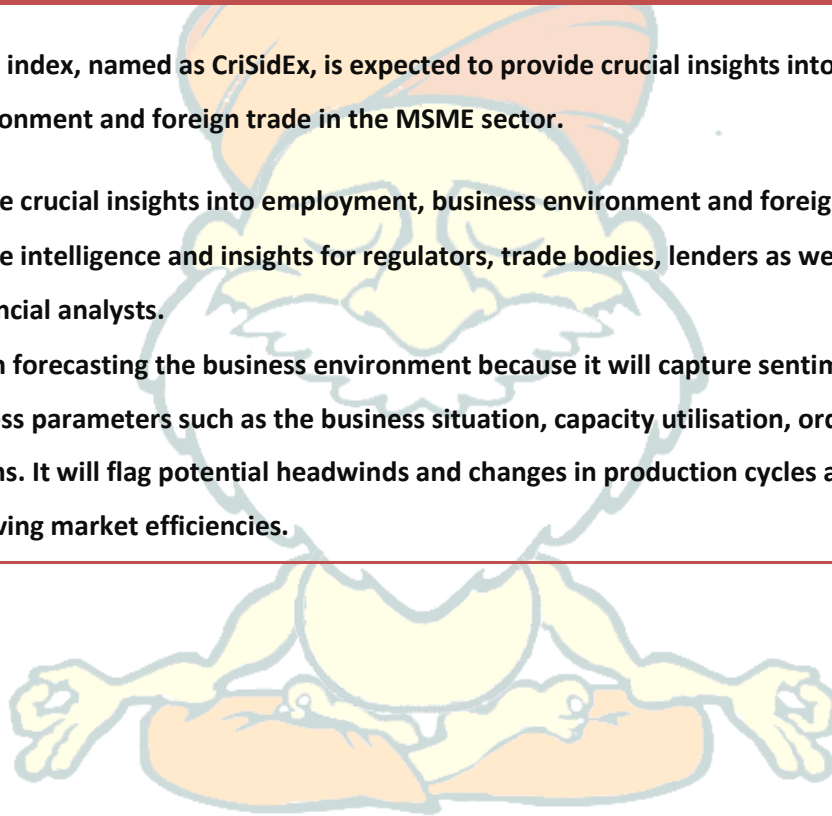 index, named as CriSidEx, is expected to provide crucial insights into
onment and foreign trade in the MSME sector.
e crucial insights into employment, business environment and foreig
e intelligence and insights for regulators, trade bodies, lenders as we
ncial analysts.
n forecasting the business environment because it will capture sentim
ess parameters such as the business situation, capacity utilisation, ord
ns. It will flag potential headwinds and changes in production cycles a
ving market efficiencies.